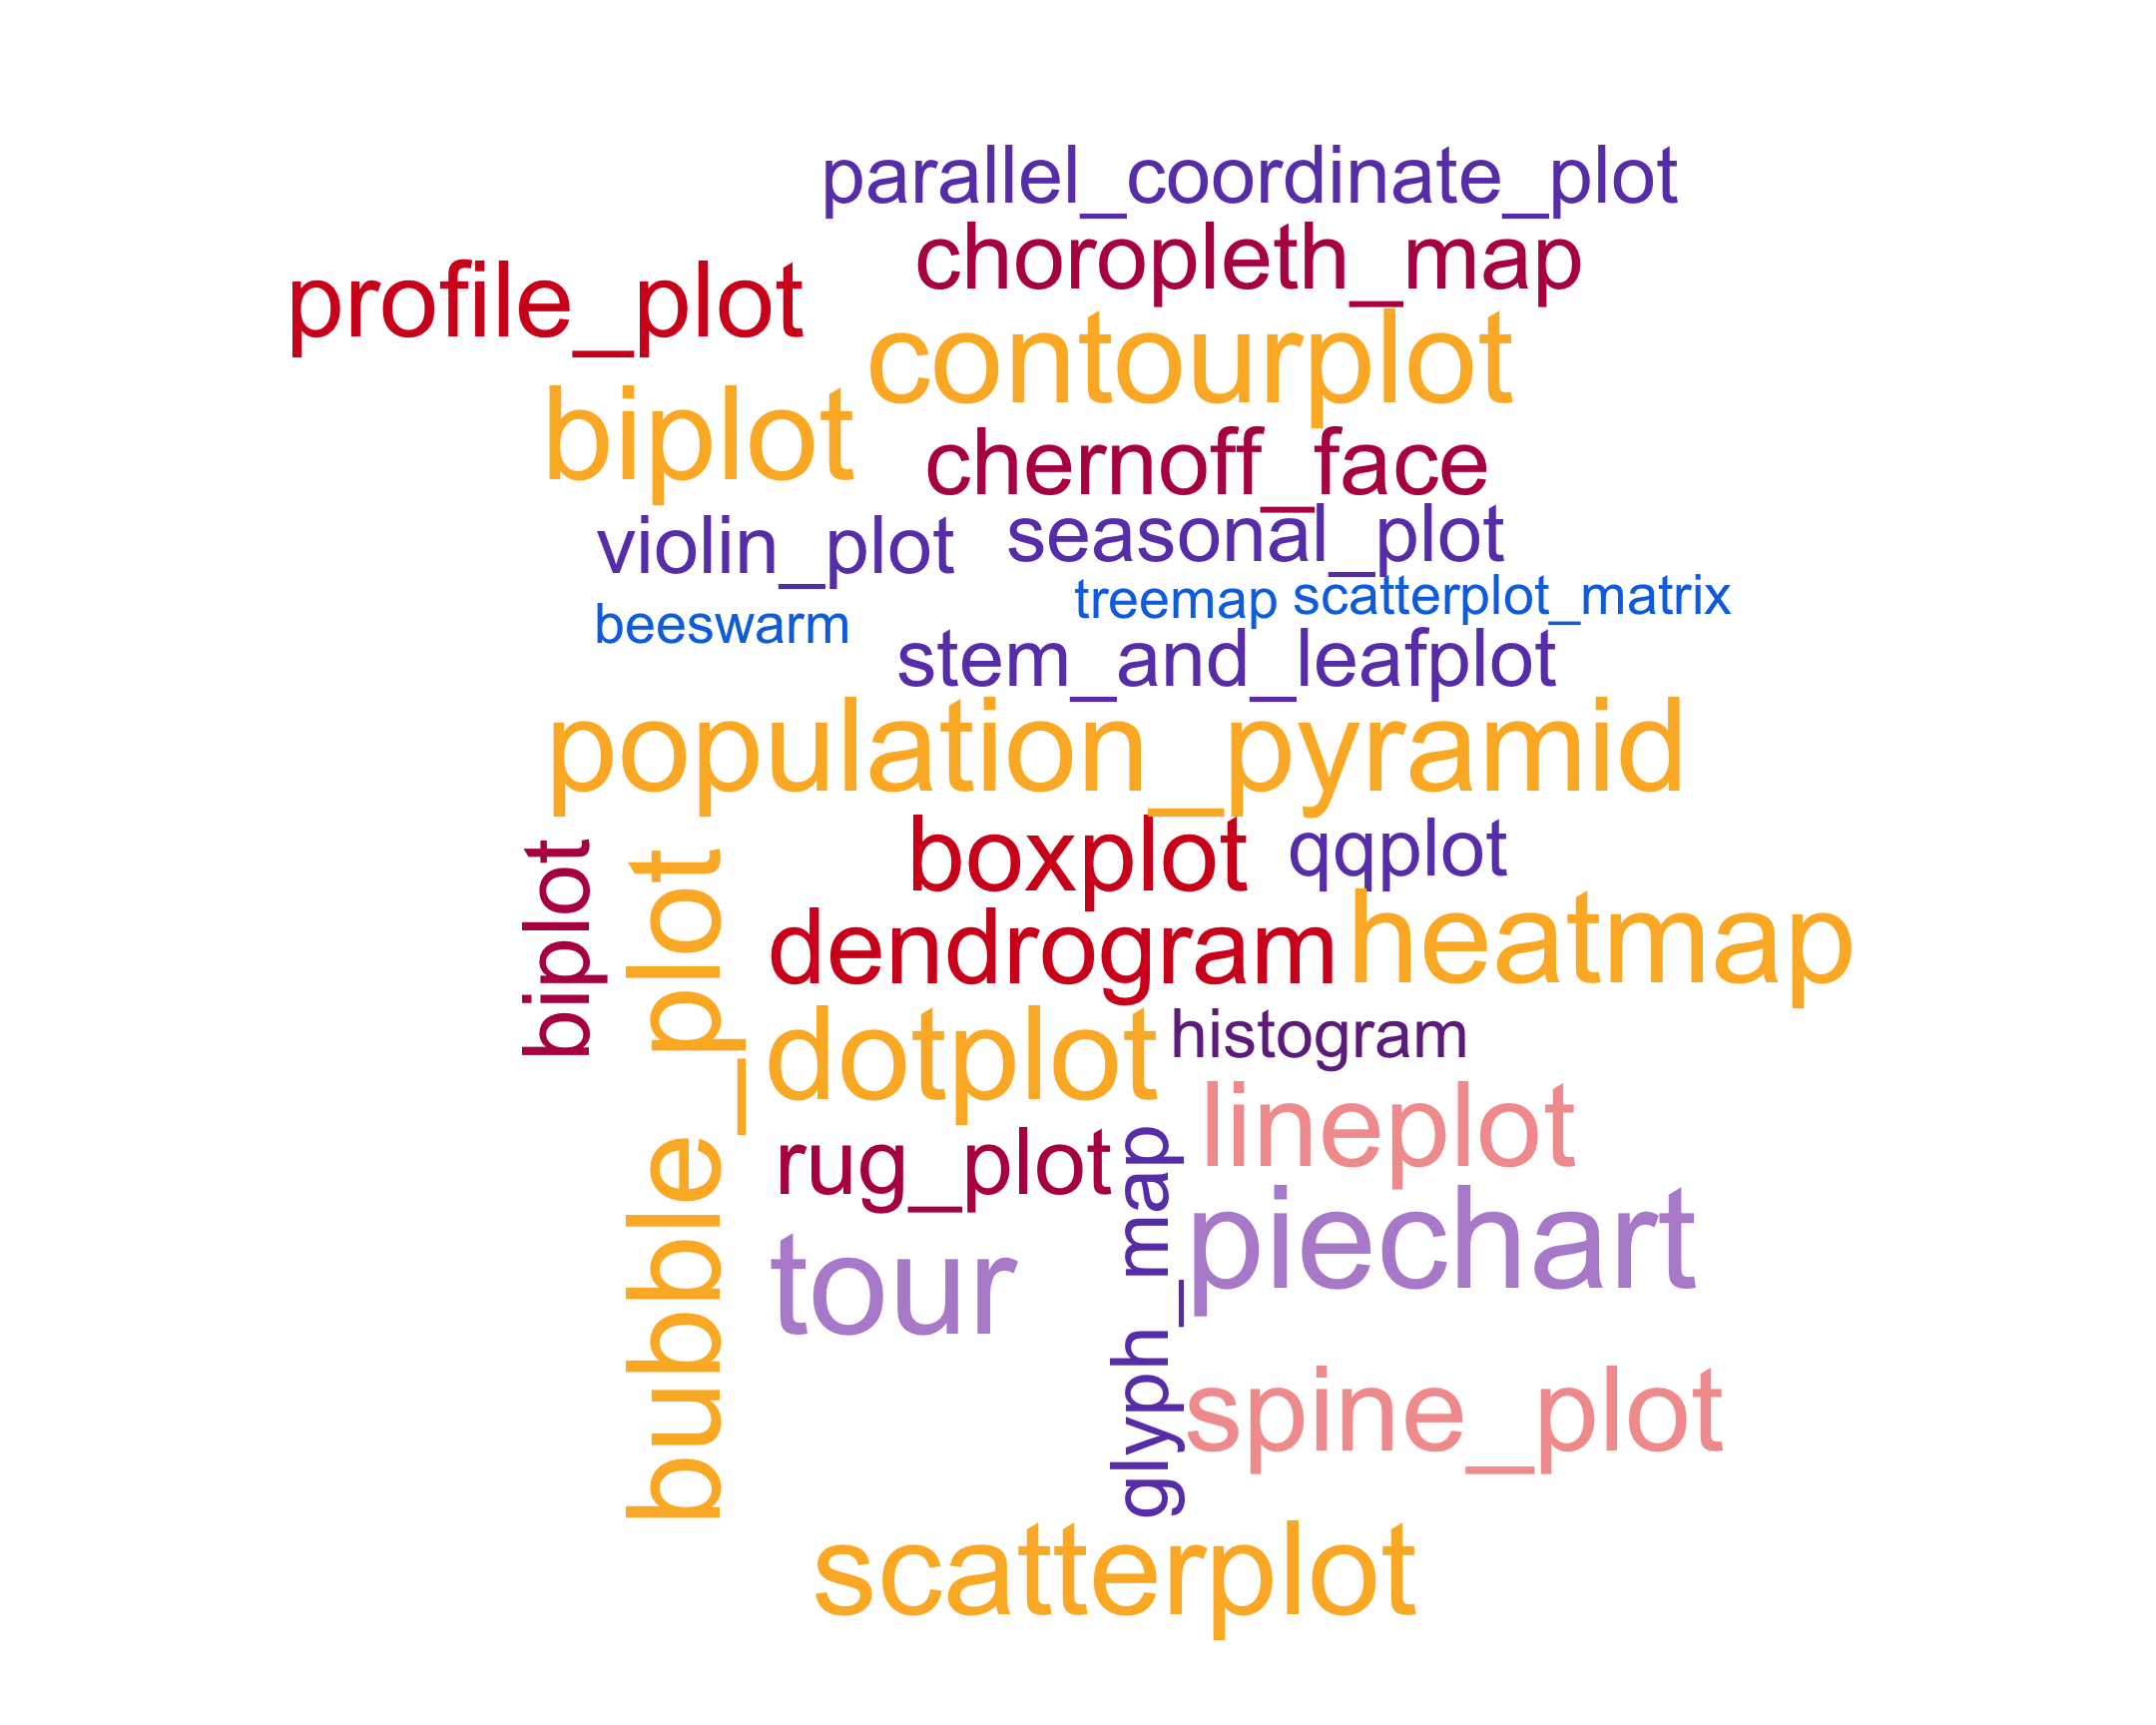 parallel_coordinate_plot
choropleth_map
profile_plot
contourplot
biplot
chernoff_face
seasonal_plot
violin_plot
treemap
scatterplot_matrix
beeswarm
stem_and_leafplot
population_pyramid
boxplot
qqplot
biplot
bubble_plot
dendrogram
heatmap
dotplot
histogram
lineplot
rug_plot
glyph_map
piechart
tour
spine_plot
scatterplot